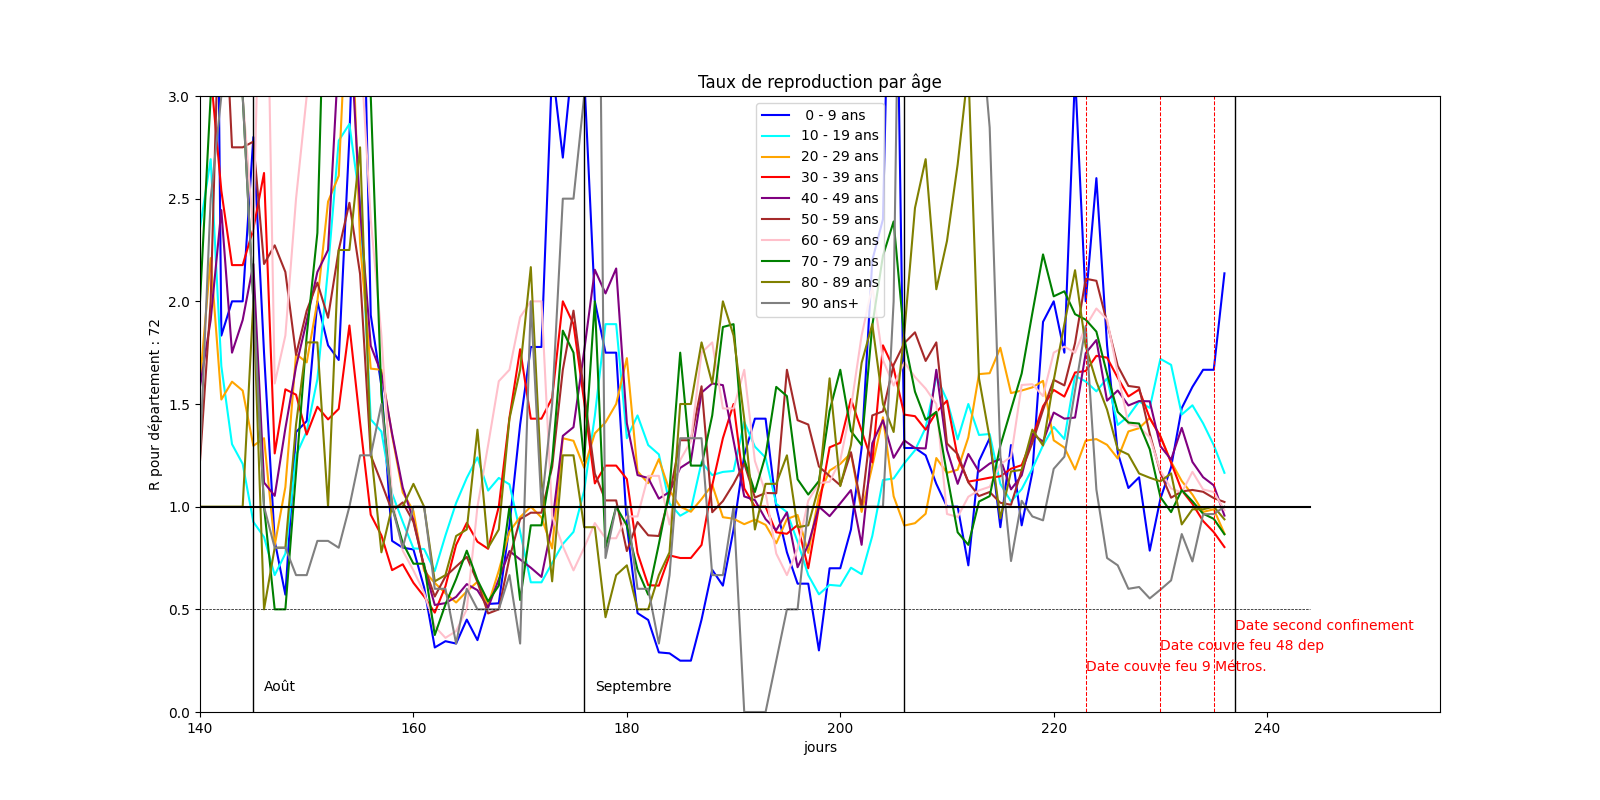 Taux de reproduction par âge
3.0
2.5
2.0
1.5
1.0
0.5
0.0
R pour département : 72
0 - 9 ans
10 - 19 ans
20 - 29 ans
30 - 39 ans
40 - 49 ans
50 - 59 ans
60 - 69 ans
70 - 79 ans
80 - 89 ans
90 ans+
Date second confinement
Date couvre feu 48 dep
Date couvre feu 9 Métros.
Août
Septembre
140
160
180
200
220
240
jours